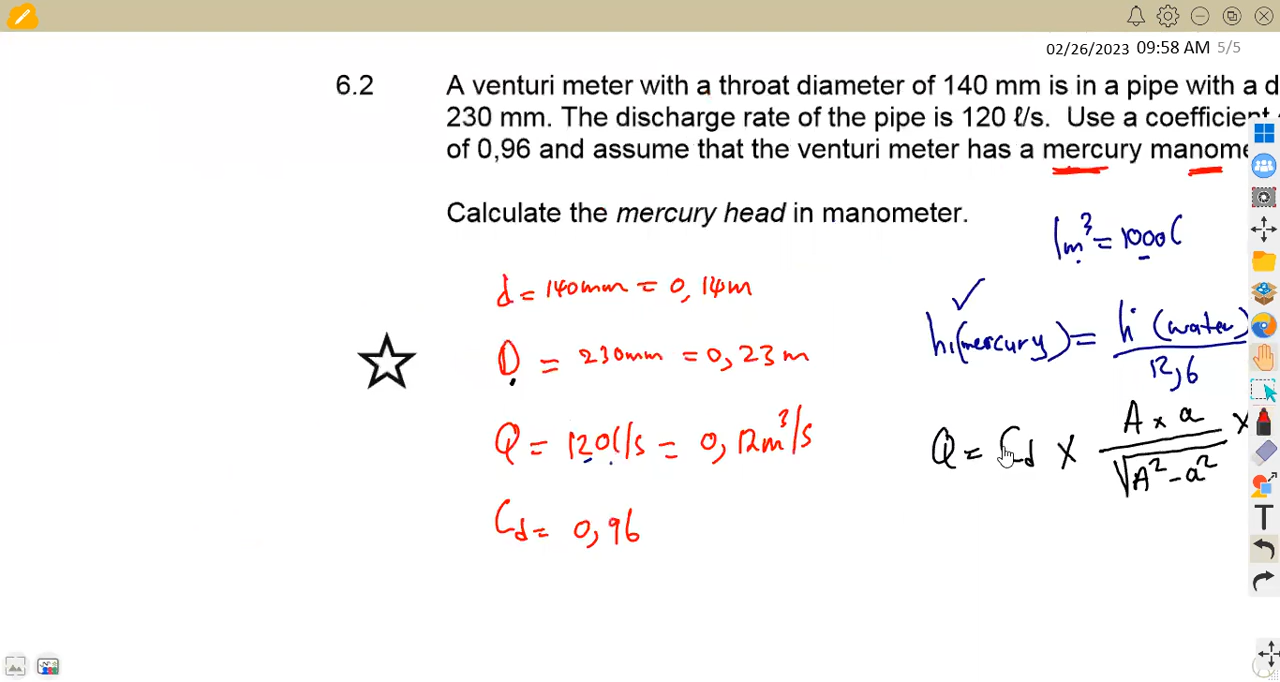 02/26/2023 09:58 AM 5/5
6.2 A venturi meter with a throat diameter of 140 mm is in a pipe with a d
230 mm. The discharge rate of the pipe is 120 ℓ/s. Use a coefficient
of 0,96 and assume that the venturi meter has a mercury manome
Calculate the mercury head in manometer.
1m³ = 1000l
d = 140mm = 0,14m
h(mercury) = h(water)/12,6
D = 230mm = 0,23m
Q = 120l/s = 0,12m³/s
Q = Cd × A × a/√A² - a² ×
Cd = 0,96
T